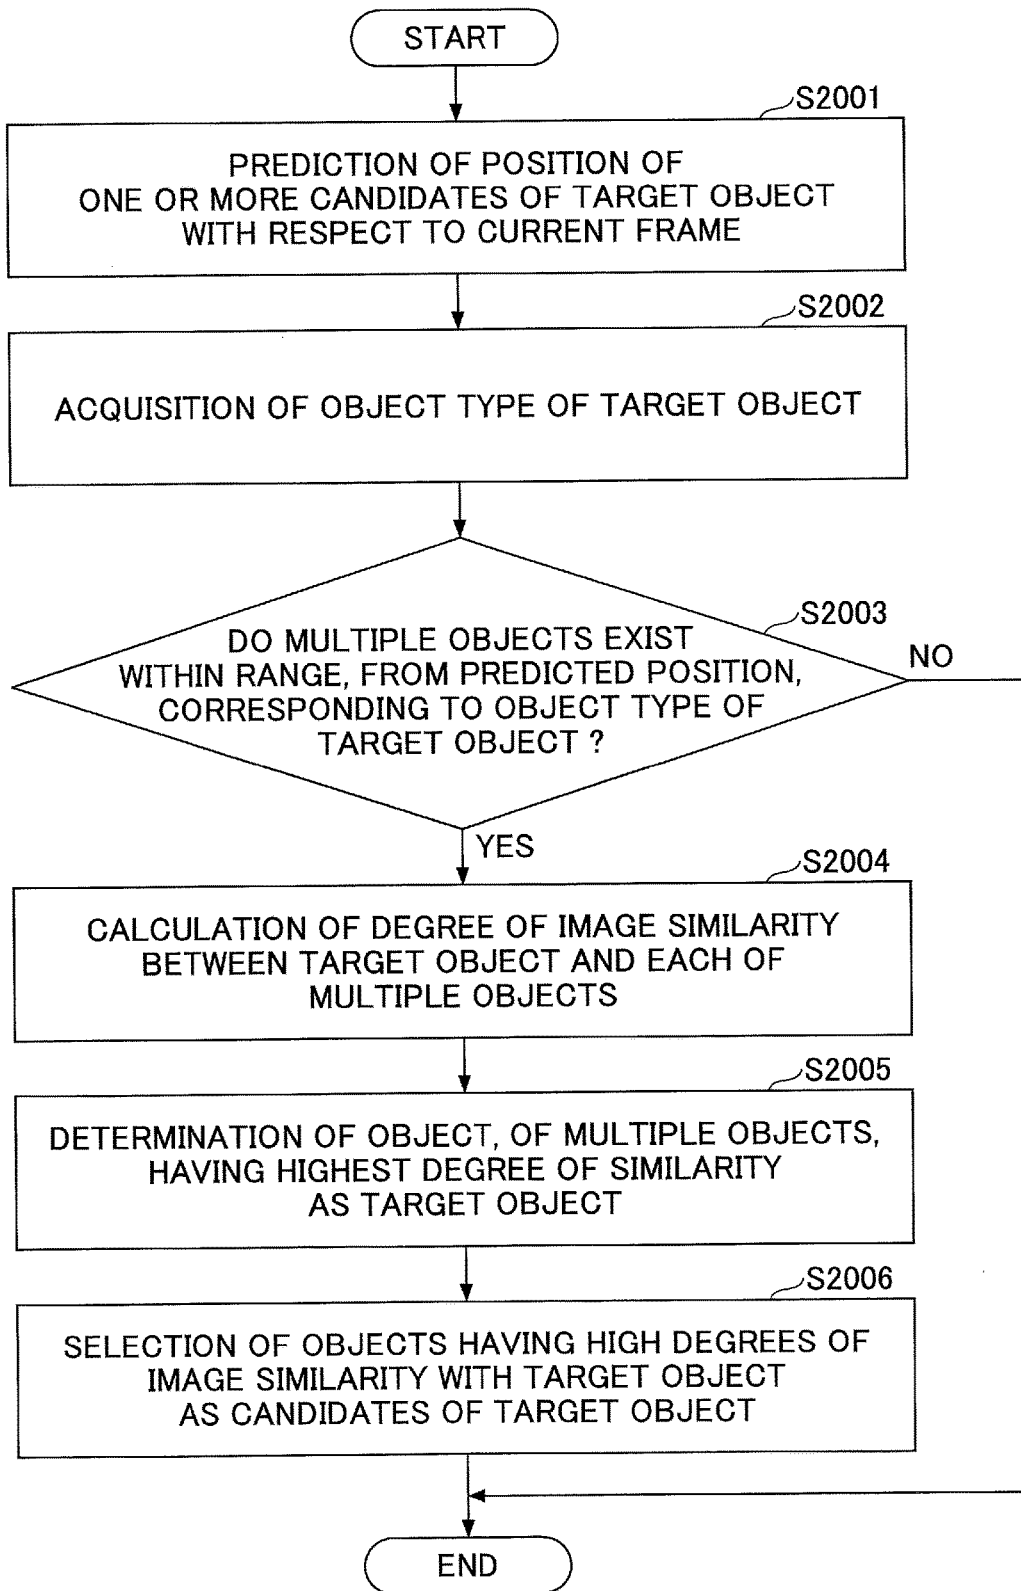 START
S2001
PREDICTION OF POSITION OF
ONE OR MORE CANDIDATES OF TARGET OBJECT
WITH RESPECT TO CURRENT FRAME
S2002
ACQUISITION OF OBJECT TYPE OF TARGET OBJECT
S2003
DO MULTIPLE OBJECTS EXIST
WITHIN RANGE, FROM PREDICTED POSITION,
CORRESPONDING TO OBJECT TYPE OF
TARGET OBJECT ?
NO
YES
S2004
CALCULATION OF DEGREE OF IMAGE SIMILARITY
BETWEEN TARGET OBJECT AND EACH OF
MULTIPLE OBJECTS
S2005
DETERMINATION OF OBJECT, OF MULTIPLE OBJECTS,
HAVING HIGHEST DEGREE OF SIMILARITY
AS TARGET OBJECT
S2006
SELECTION OF OBJECTS HAVING HIGH DEGREES OF
IMAGE SIMILARITY WITH TARGET OBJECT
AS CANDIDATES OF TARGET OBJECT
END